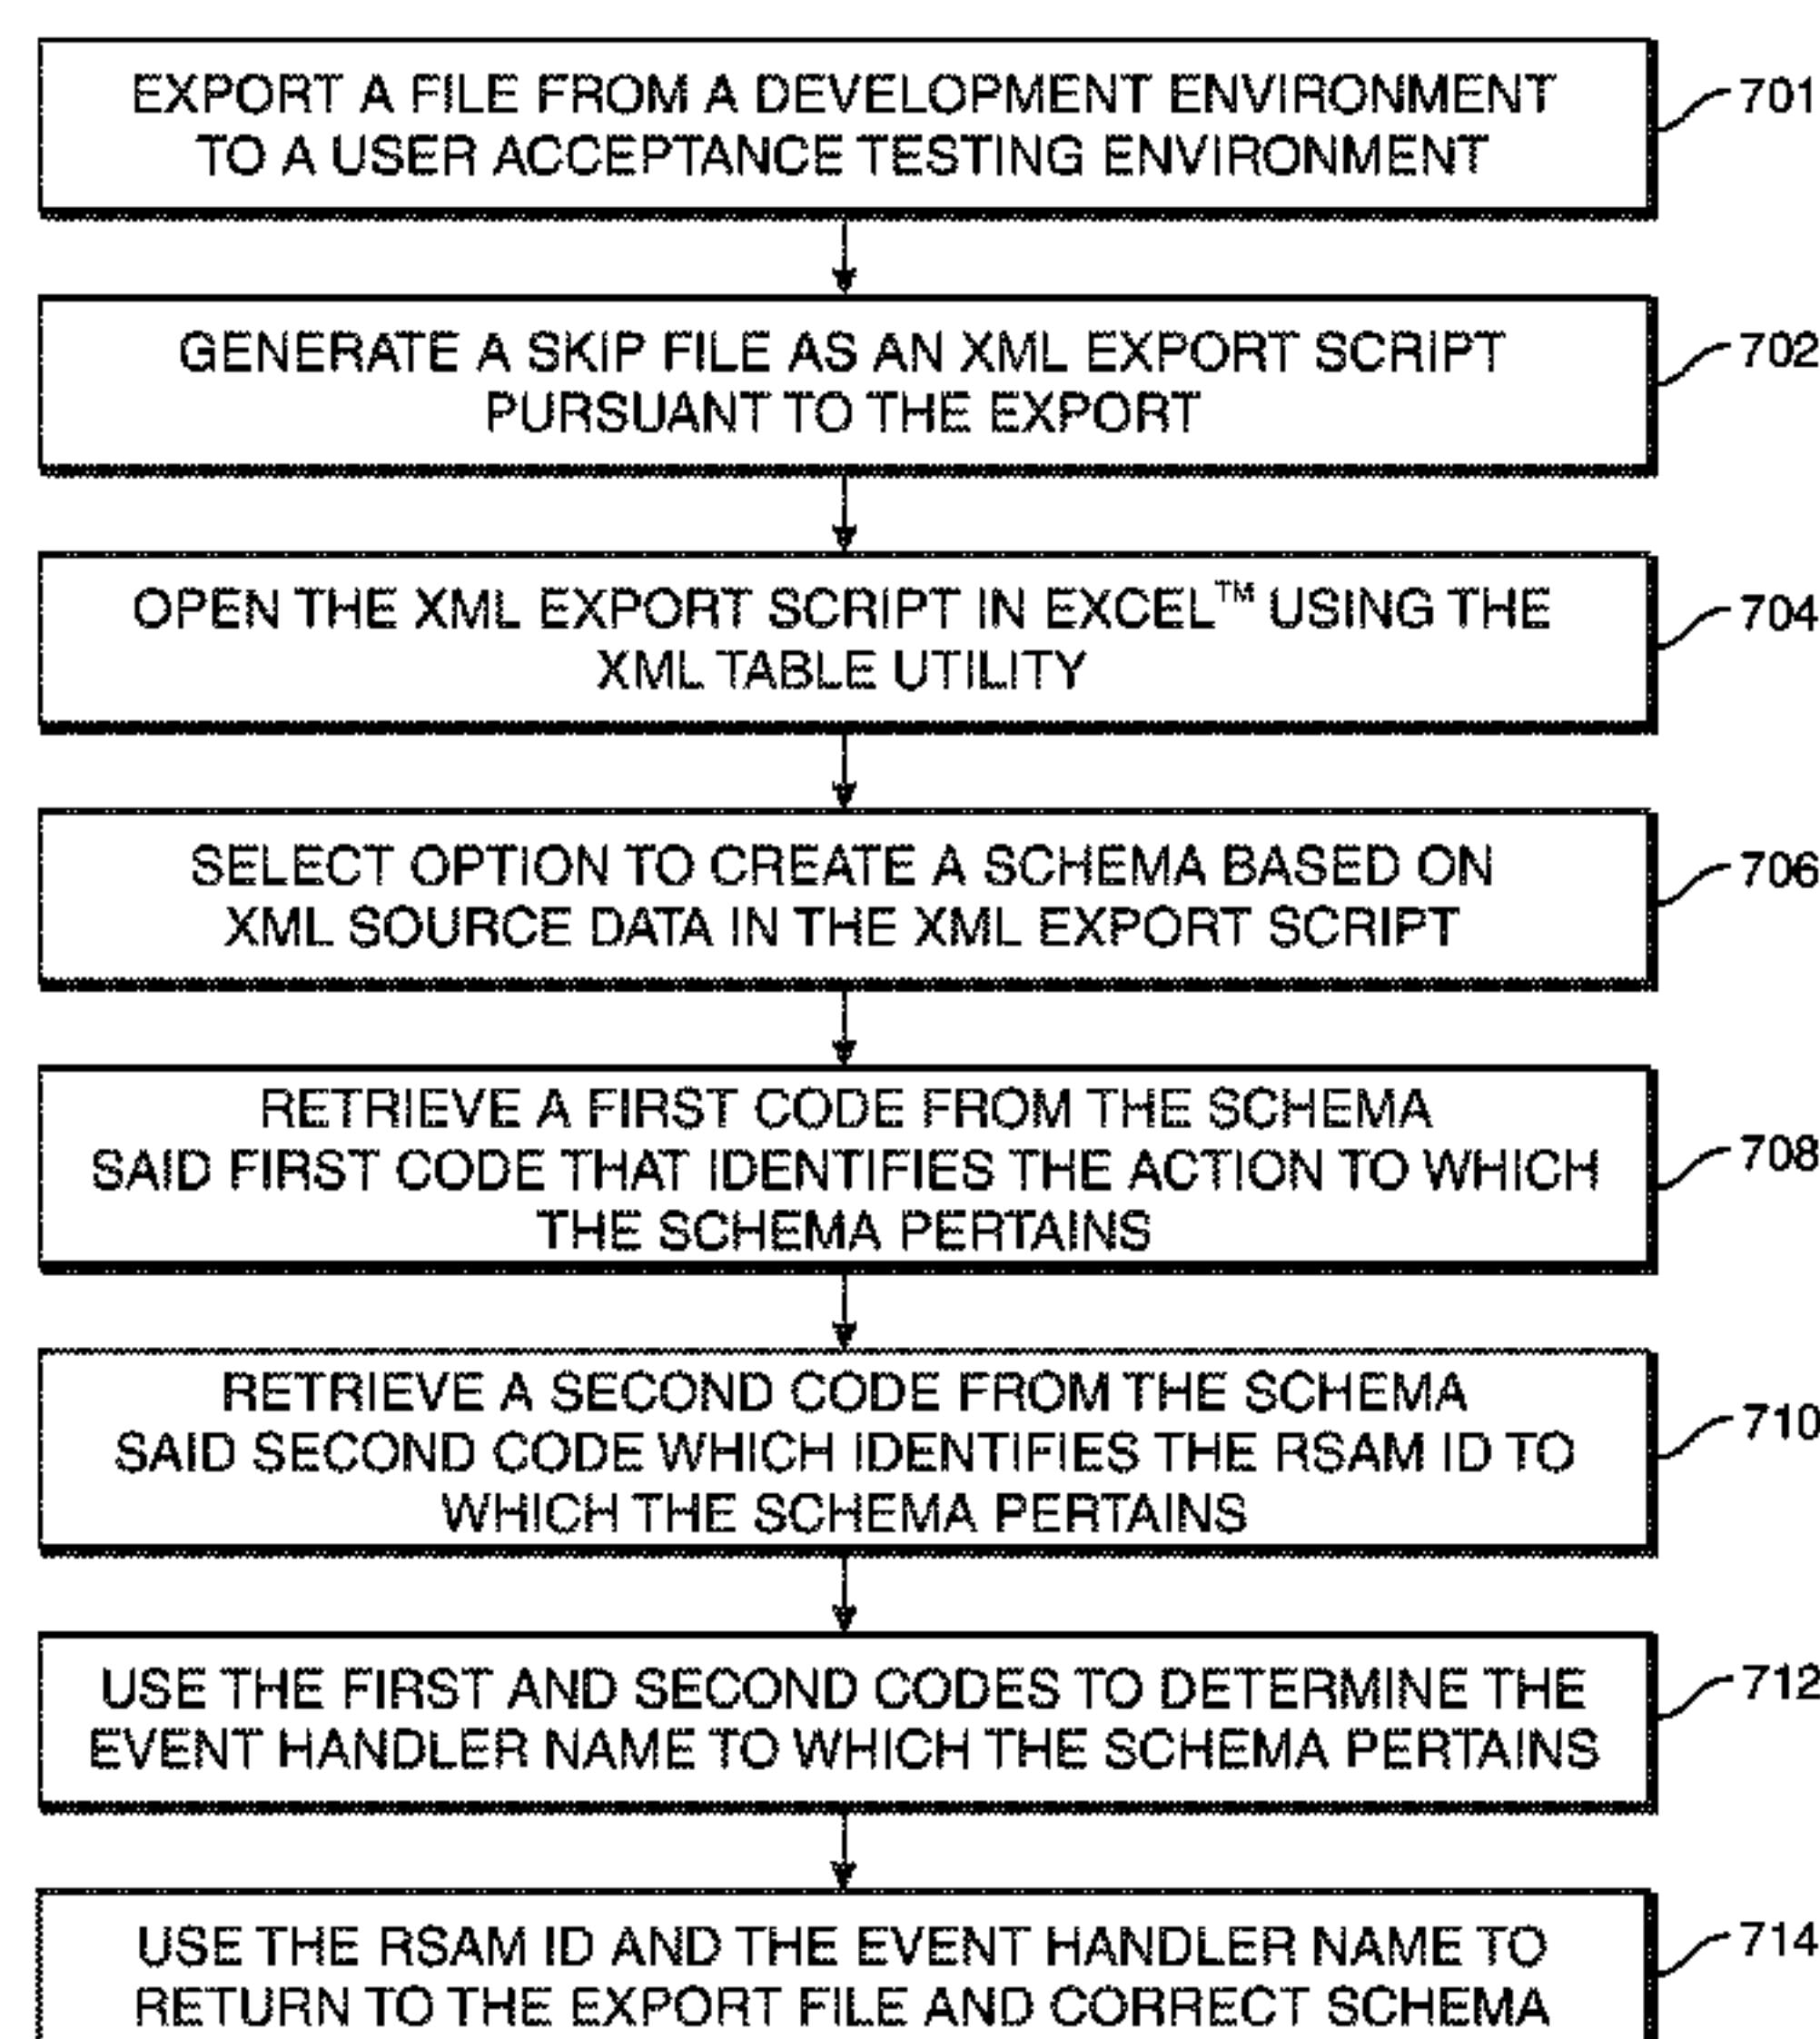 EXPORT A FILE FROM A DEVELOPMENT ENVIRONMENT
TO A USER ACCEPTANCE TESTING ENVIRONMENT
701
GENERATE A SKIP FILE AS AN XML EXPORT SCRIPT
PURSUANT TO THE EXPORT
702
OPEN THE XML EXPORT SCRIPT IN EXCEL™ USING THE
XML TABLE UTILITY
704
SELECT OPTION TO CREATE A SCHEMA BASED ON
XML SOURCE DATA IN THE XML EXPORT SCRIPT
706
RETRIEVE A FIRST CODE FROM THE SCHEMA
SAID FIRST CODE THAT IDENTIFIES THE ACTION TO WHICH
THE SCHEMA PERTAINS
708
RETRIEVE A SECOND CODE FROM THE SCHEMA
SAID SECOND CODE WHICH IDENTIFIES THE RSAM ID TO
WHICH THE SCHEMA PERTAINS
710
USE THE FIRST AND SECOND CODES TO DETERMINE THE
EVENT HANDLER NAME TO WHICH THE SCHEMA PERTAINS
712
USE THE RSAM ID AND THE EVENT HANDLER NAME TO
RETURN TO THE EXPORT FILE AND CORRECT SCHEMA
714